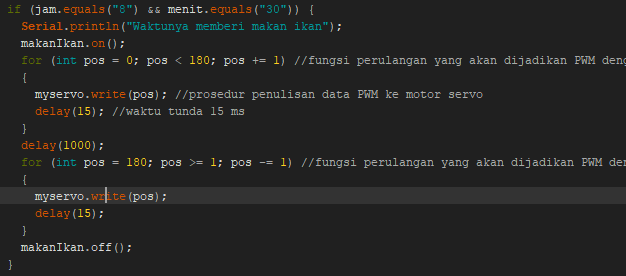 if (jam.equals("8") && menit.equals("30")) {
Serial.println("Waktunya memberi makan ikan");
makanIkan.on();
for (int pos = 0; pos < 180; pos += 1) //fungsi perulangan yang akan dijadikan PWM deng
{
myservo.write(pos); //prosedur penulisan data PWM ke motor servo
delay(15); //waktu tunda 15 ms
}
delay(1000);
for (int pos = 180; pos >= 1; pos -= 1) //fungsi perulangan yang akan dijadikan PWM den
{
myservo.write(pos);
delay(15);
}
makanIkan.off();
}